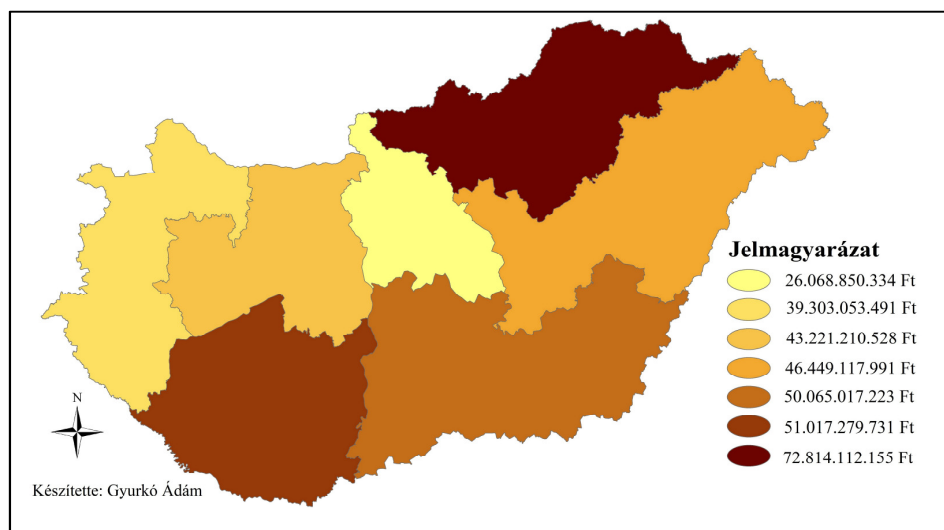 Jelmagyarázat
26.068.850.334 Ft
39.303.053.491 Ft
43.221.210.528 Ft
46.449.117.991 Ft
50.065.017.223 Ft
51.017.279.731 Ft
72.814.112.155 Ft
N
Készítette: Gyurkó Ádám